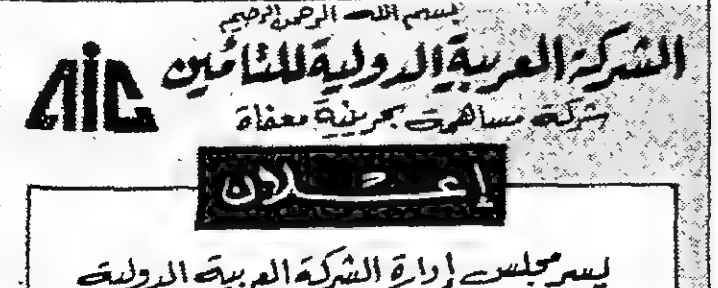 بسم الله الرحمن الرحيم
الشركة العربية الدولية للتأمين
AIC
شركة مساهمة بحرينية معفاة
إعلان
يسر مجلس إدارة الشركة العربية الدولية